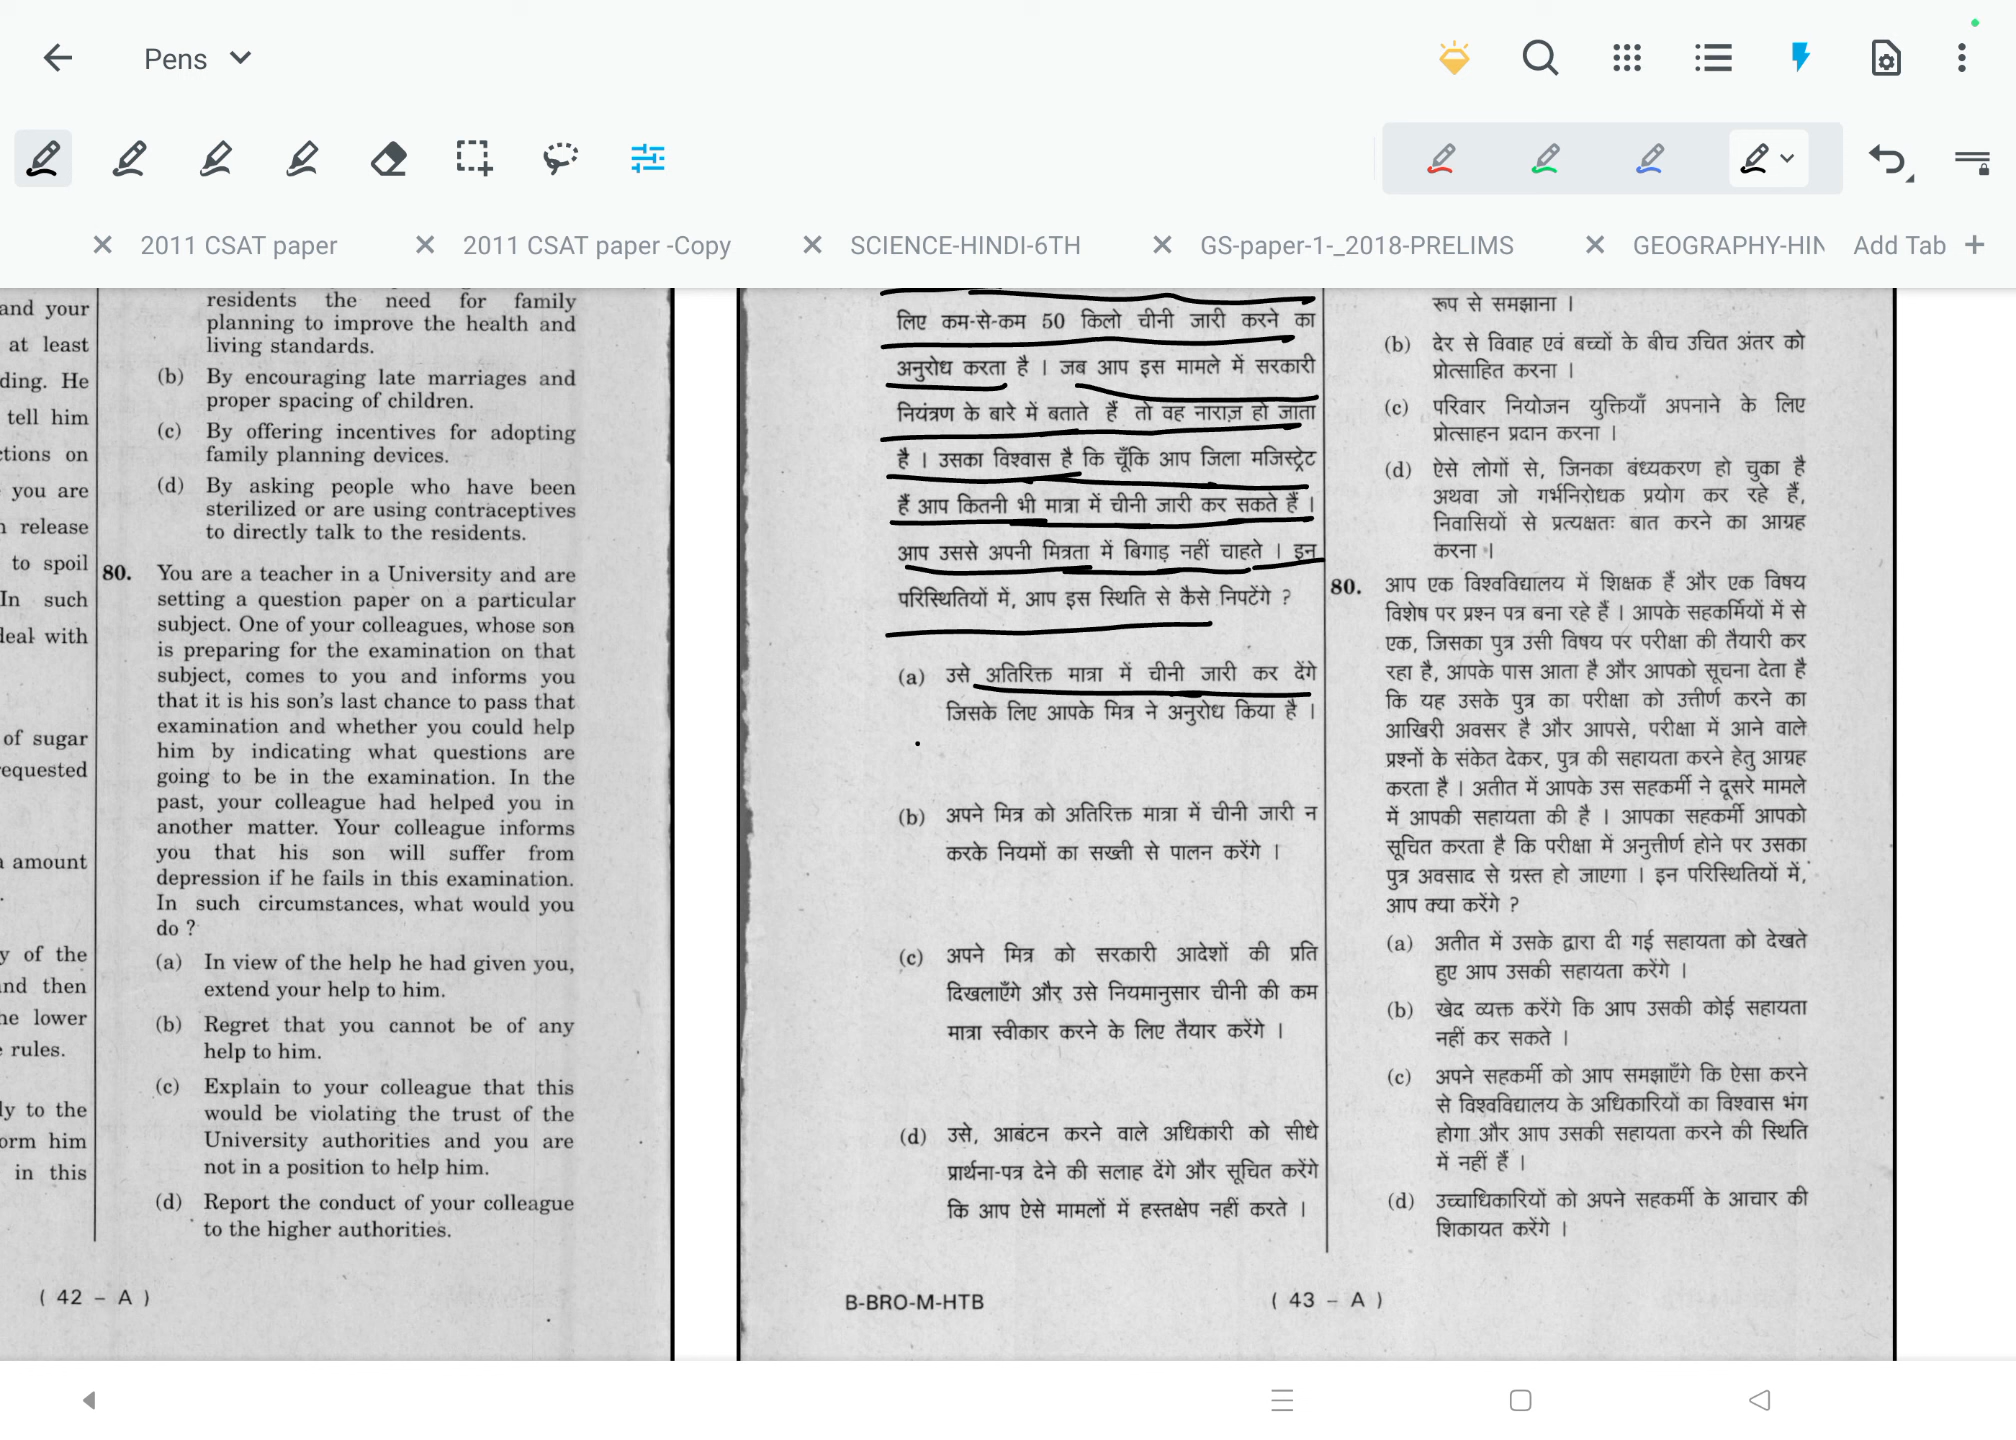 Pens
2011 CSAT paper
2011 CSAT paper -Copy
SCIENCE-HINDI-6TH
GS-paper-1-_2018-PRELIMS
GEOGRAPHY-HIN
Add Tab
and your
at least
ding. He
tell him
ctions on
you are
release
to spoil
In such
deal with
of sugar
requested
amount
y of the
and then
he lower
rules.
ly to the
orm him
in this
residents the need for family
planning to improve the health and
living standards.
(b) By encouraging late marriages and
proper spacing of children.
(c) By offering incentives for adopting
family planning devices.
(d) By asking people who have been
sterilized or are using contraceptives
to directly talk to the residents.
80. You are a teacher in a University and are
setting a question paper on a particular
subject. One of your colleagues, whose son
is preparing for the examination on that
subject, comes to you and informs you
that it is his son's last chance to pass that
examination and whether you could help
him by indicating what questions are
going to be in the examination. In the
past, your colleague had helped you in
another matter. Your colleague informs
you that his son will suffer from
depression if he fails in this examination.
In such circumstances, what would you
do ?
(a) In view of the help he had given you,
extend your help to him.
(b) Regret that you cannot be of any
help to him.
(c) Explain to your colleague that this
would be violating the trust of the
University authorities and you are
not in a position to help him.
(d) Report the conduct of your colleague
to the higher authorities.
( 42 – A )
लिए कम-से-कम 50 किलो चीनी जारी करने का
अनुरोध करता है । जब आप इस मामले में सरकारी
नियंत्रण के बारे में बताते हैं तो वह नाराज़ हो जाता
है । उसका विश्वास है कि चूँकि आप जिला मजिस्ट्रेट
हैं आप कितनी भी मात्रा में चीनी जारी कर सकते हैं ।
आप उससे अपनी मित्रता में बिगाड़ नहीं चाहते । इन
परिस्थितियों में, आप इस स्थिति से कैसे निपटेंगे ?
(a) उसे अतिरिक्त मात्रा में चीनी जारी कर देंगे
जिसके लिए आपके मित्र ने अनुरोध किया है ।
(b) अपने मित्र को अतिरिक्त मात्रा में चीनी जारी न
करके नियमों का सख्ती से पालन करेंगे ।
(c) अपने मित्र को सरकारी आदेशों की प्रति
दिखलाएँगे और उसे नियमानुसार चीनी की कम
मात्रा स्वीकार करने के लिए तैयार करेंगे ।
(d) उसे, आबंटन करने वाले अधिकारी को सीधे
प्रार्थना-पत्र देने की सलाह देंगे और सूचित करेंगे
कि आप ऐसे मामलों में हस्तक्षेप नहीं करते ।
B-BRO-M-HTB
( 43 – A )
रूप से समझाना ।
(b) देर से विवाह एवं बच्चों के बीच उचित अंतर को
प्रोत्साहित करना ।
(c) परिवार नियोजन युक्तियाँ अपनाने के लिए
प्रोत्साहन प्रदान करना ।
(d) ऐसे लोगों से, जिनका बंध्यकरण हो चुका है
अथवा जो गर्भनिरोधक प्रयोग कर रहे हैं,
निवासियों से प्रत्यक्षतः बात करने का आग्रह
करना ।
80. आप एक विश्वविद्यालय में शिक्षक हैं और एक विषय
विशेष पर प्रश्न पत्र बना रहे हैं । आपके सहकर्मियों में से
एक, जिसका पुत्र उसी विषय पर परीक्षा की तैयारी कर
रहा है, आपके पास आता है और आपको सूचना देता है
कि यह उसके पुत्र का परीक्षा को उत्तीर्ण करने का
आखिरी अवसर है और आपसे, परीक्षा में आने वाले
प्रश्नों के संकेत देकर, पुत्र की सहायता करने हेतु आग्रह
करता है । अतीत में आपके उस सहकर्मी ने दूसरे मामले
में आपकी सहायता की है । आपका सहकर्मी आपको
सूचित करता है कि परीक्षा में अनुत्तीर्ण होने पर उसका
पुत्र अवसाद से ग्रस्त हो जाएगा । इन परिस्थितियों में,
आप क्या करेंगे ?
(a) अतीत में उसके द्वारा दी गई सहायता को देखते
हुए आप उसकी सहायता करेंगे ।
(b) खेद व्यक्त करेंगे कि आप उसकी कोई सहायता
नहीं कर सकते ।
(c) अपने सहकर्मी को आप समझाएँगे कि ऐसा करने
से विश्वविद्यालय के अधिकारियों का विश्वास भंग
होगा और आप उसकी सहायता करने की स्थिति
में नहीं हैं ।
(d) उच्चाधिकारियों को अपने सहकर्मी के आचार की
शिकायत करेंगे ।